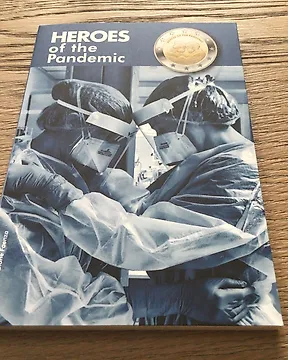 HEROES
of the
Pandemic